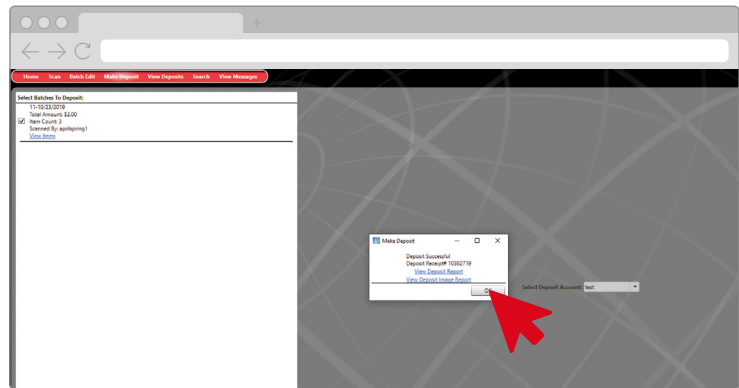 Home Scan Batch Edit Make Deposit View Deposits Search View Messages
Select Batches To Deposit:
11-10/23/2019
Total Amount: $2.00
Item Count: 3
Scanned By: aprilspring1
View Items
Make Deposit
Deposit Successful
Deposit Receipt# 10382719
View Deposit Report
View Deposit Image Report
OK
Select Deposit Account: test